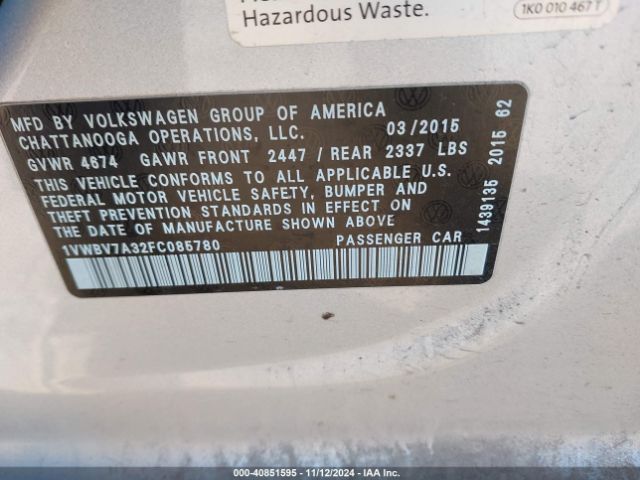 Hazardous Waste.
1K0 010 467 T
MFD BY VOLKSWAGEN GROUP OF AMERICA
CHATTANOOGA OPERATIONS, LLC. 03/2015
GVWR 4674 GAWR FRONT 2447 / REAR 2337 LBS
THIS VEHICLE CONFORMS TO ALL APPLICABLE U.S.
FEDERAL MOTOR VEHICLE SAFETY, BUMPER AND
THEFT PREVENTION STANDARDS IN EFFECT ON
THE DATE OF MANUFACTURE SHOWN ABOVE
1VWBV7A32FC085780 PASSENGER CAR
1439135 2015 62
000-40851595 - 11/12/2024 - IAA Inc.